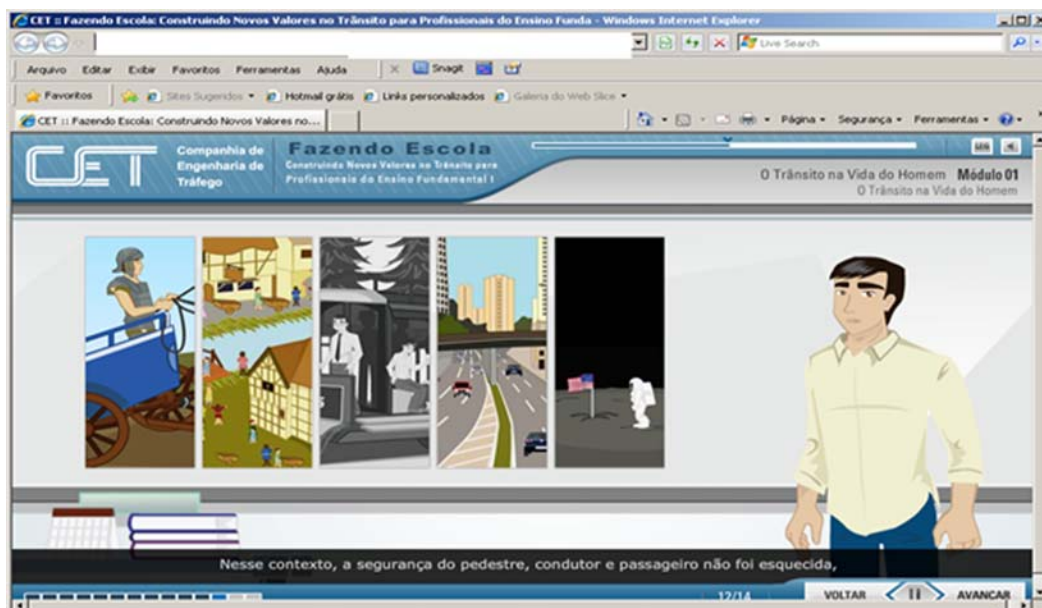 CET :: Fazendo Escola: Construindo Novos Valores no Trânsito para Profissionais do Ensino Funda - Windows Internet Explorer
Live Search
Arquivo Editar Exibir Favoritos Ferramentas Ajuda Snagit
Favoritos Sites Sugeridos Hotmail grátis Links personalizados Galeria do Web Slice
CET :: Fazendo Escola: Construindo Novos Valores no... Página Segurança Ferramentas
CET
Companhia de
Engenharia de
Tráfego
Fazendo Escola
Construindo Novos Valores no Trânsito para
Profissionais do Ensino Fundamental I
O Trânsito na Vida do Homem Módulo 01
O Trânsito na Vida do Homem
Nesse contexto, a segurança do pedestre, condutor e passageiro não foi esquecida,
12/14 VOLTAR AVANÇAR